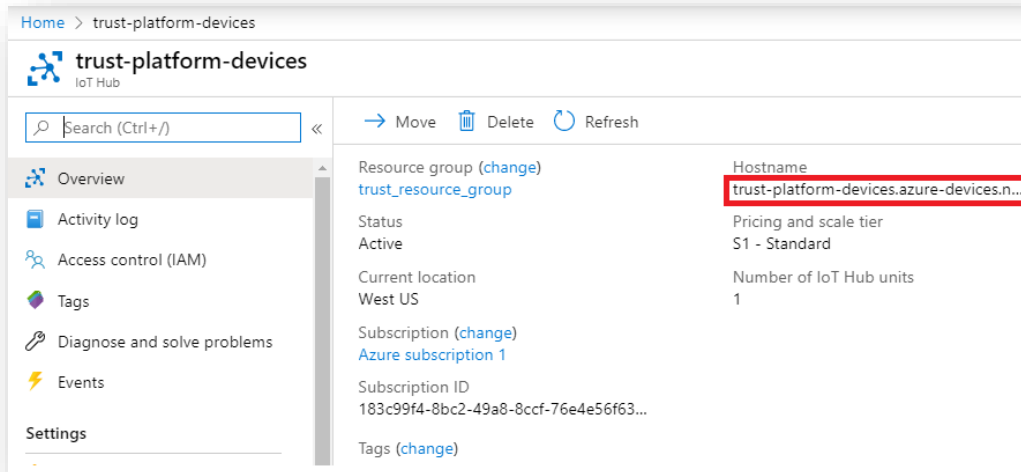 Home > trust-platform-devices
trust-platform-devices
IoT Hub
Search (Ctrl+/)
«
Overview
Activity log
Access control (IAM)
Tags
Diagnose and solve problems
Events
Settings
Move Delete Refresh
Resource group (change)
trust_resource_group
Status
Active
Current location
West US
Subscription (change)
Azure subscription 1
Subscription ID
183c99f4-8bc2-49a8-8ccf-76e4e56f63...
Tags (change)
Hostname
trust-platform-devices.azure-devices.n...
Pricing and scale tier
S1 - Standard
Number of IoT Hub units
1